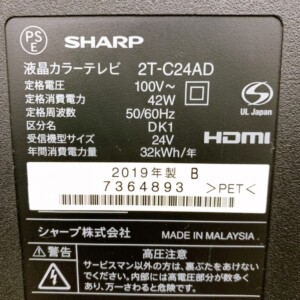 PS
E
SHARP
液晶カラーテレビ 2T-C24AD
定格電圧: 100V~
定格消費電力: 42W
定格周波数: 50/60Hz
区分名: DK1
受信機型サイズ: 24V
年間消費電力量: 32kWh/年
UL Japan
HDMI
2019年製 B
7364893 >PET<
シャープ株式会社 MADE IN MALAYSIA
警告 高圧注意
サービスマン以外の方は、裏ぶたをあけない
でください。内部には高電圧部分が数多く
あり、万一さわると危険です。